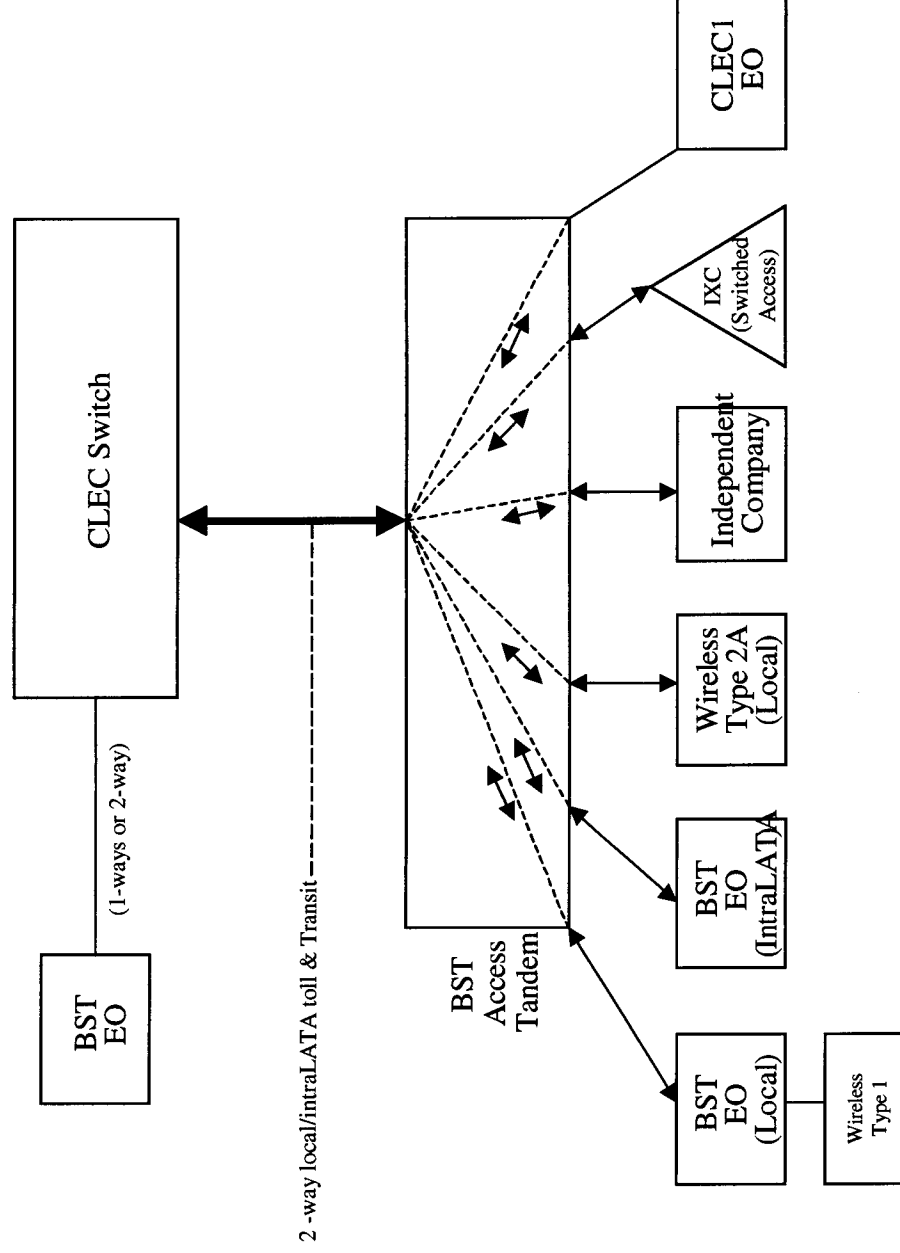 CLEC Switch
BST
EO
(1-ways or 2-way)
2 -way local/intraLATA toll & Transit
BST
Access
Tandem
BST
EO
(Local)
Wireless
Type 1
BST
EO
(IntraLATA)
Wireless
Type 2A
(Local)
Independent
Company
IXC
(Switched
Access)
CLEC1
EO